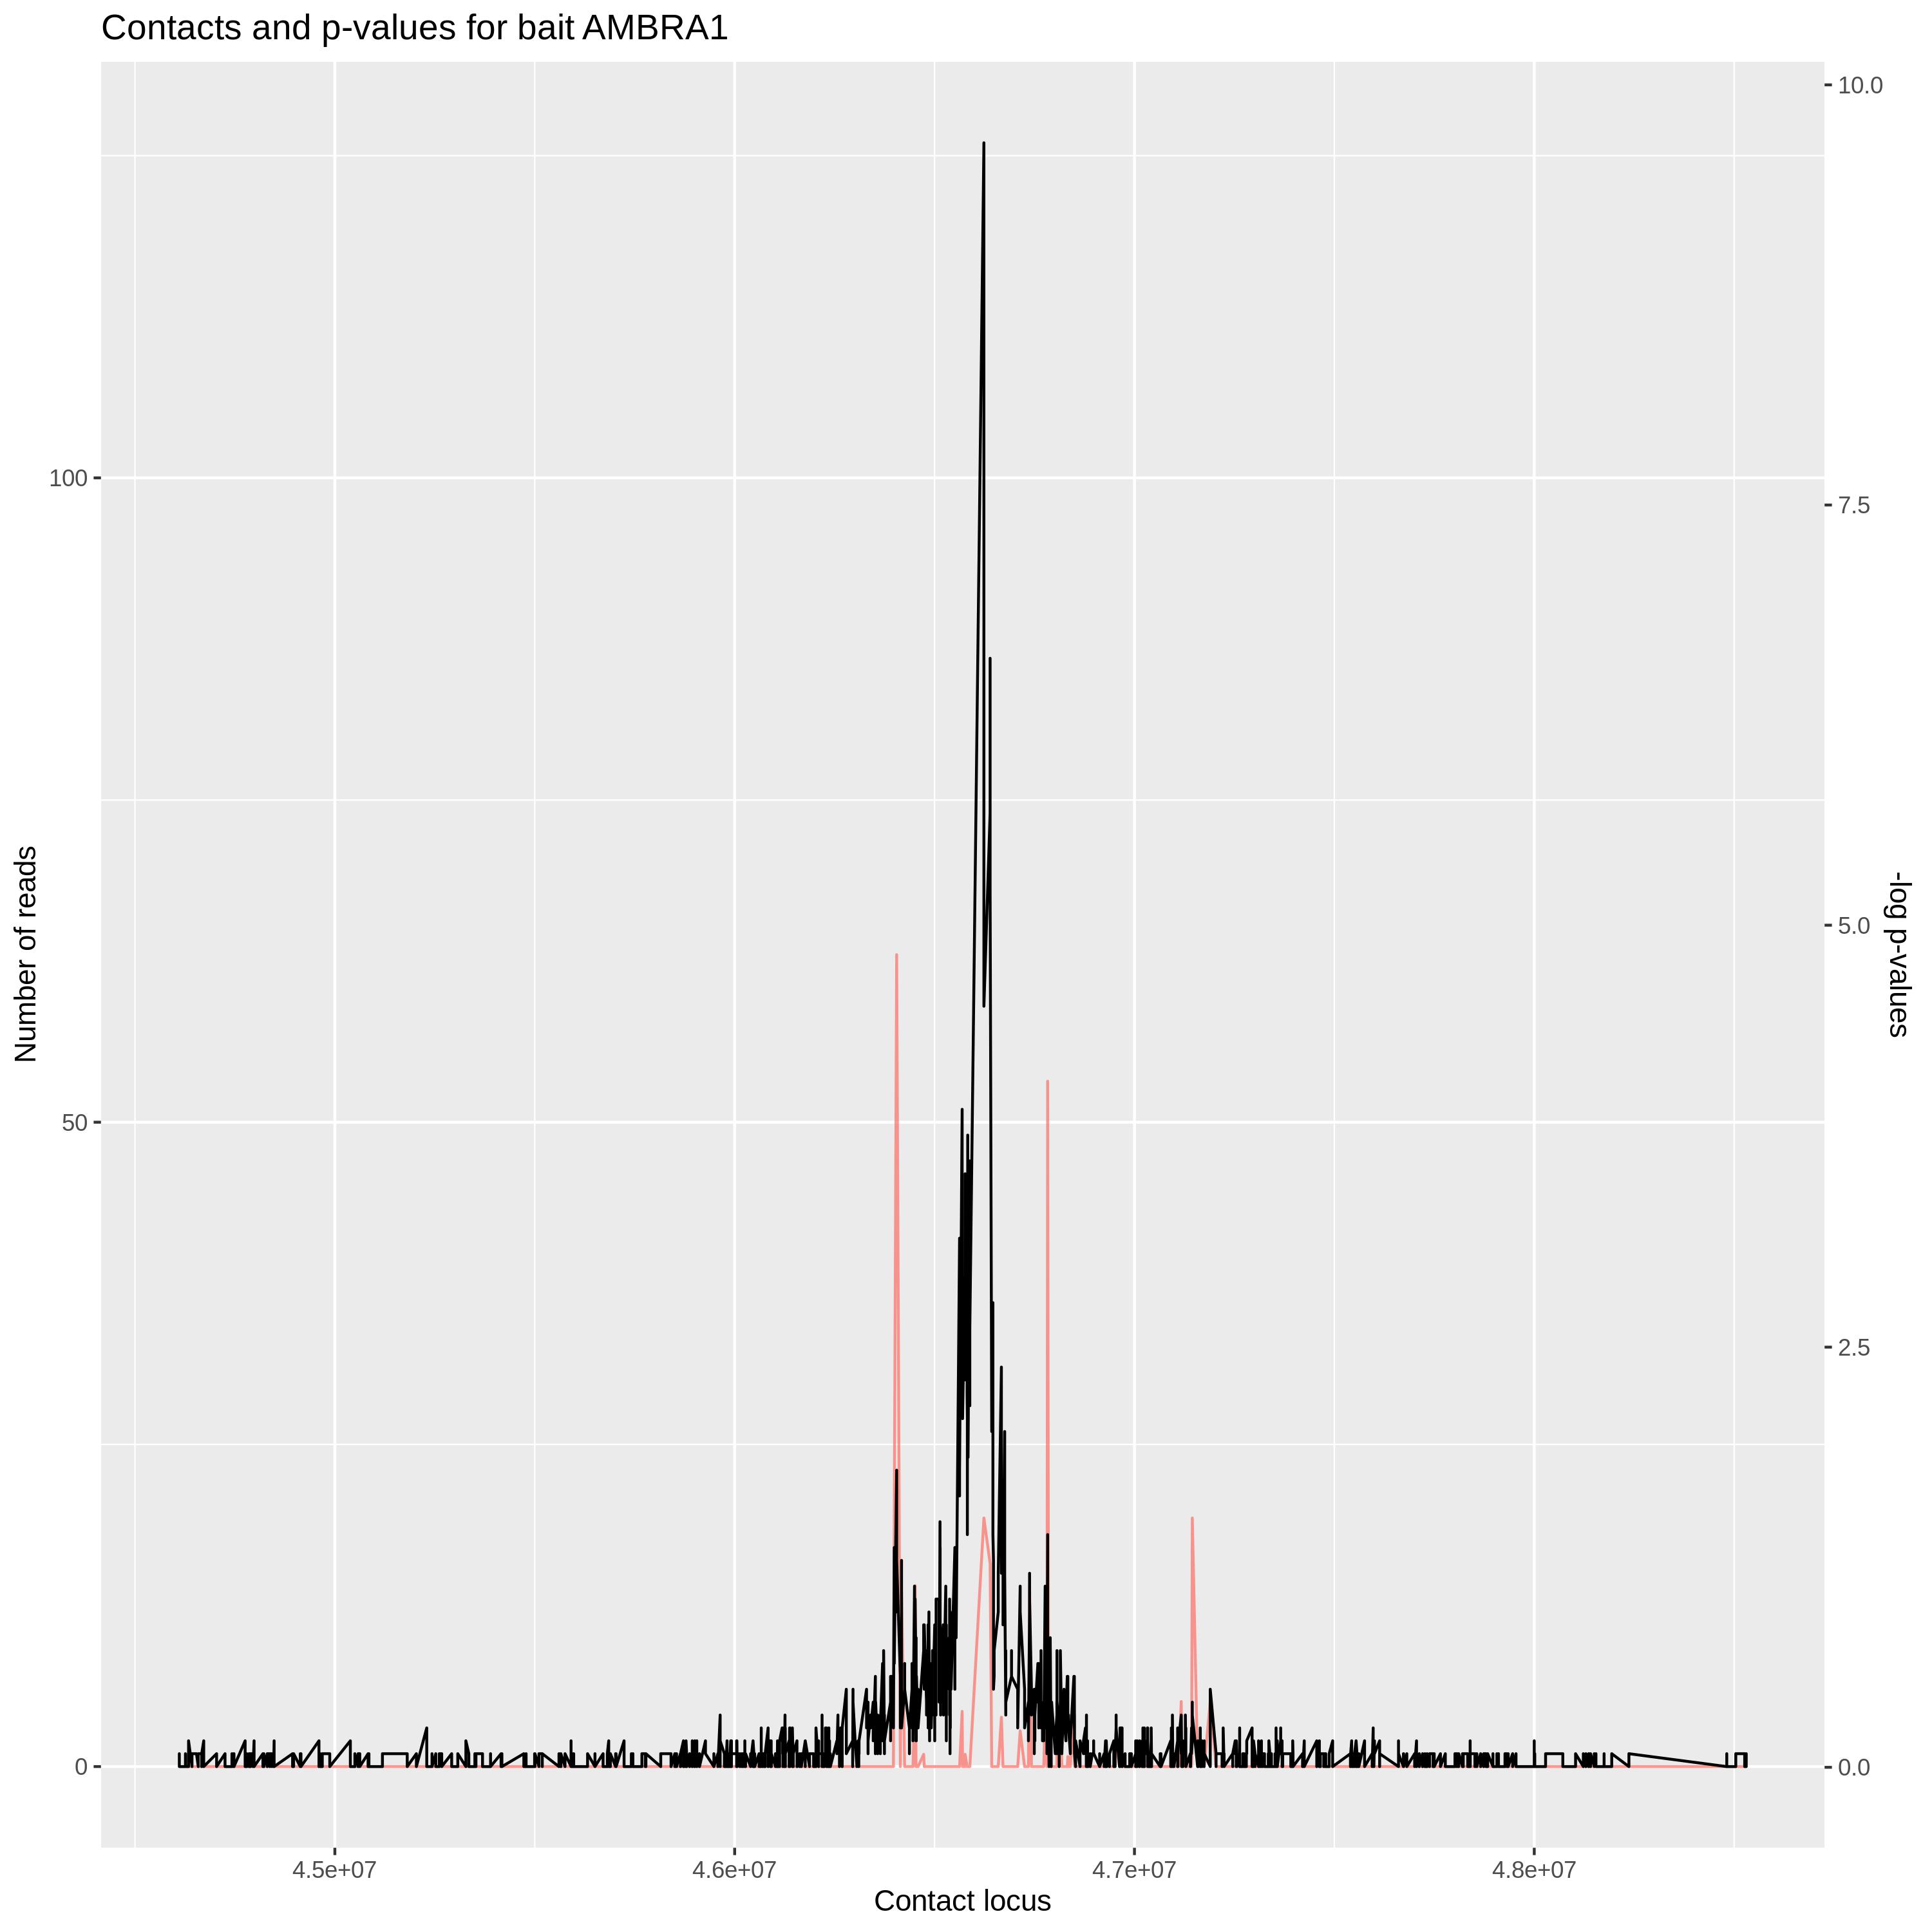 Contacts and p-values for bait AMBRA1
Number of reads
100
50
0
10.0
7.5
5.0
2.5
0.0
-log p-values
4.5e+07
4.6e+07
4.7e+07
4.8e+07
Contact locus